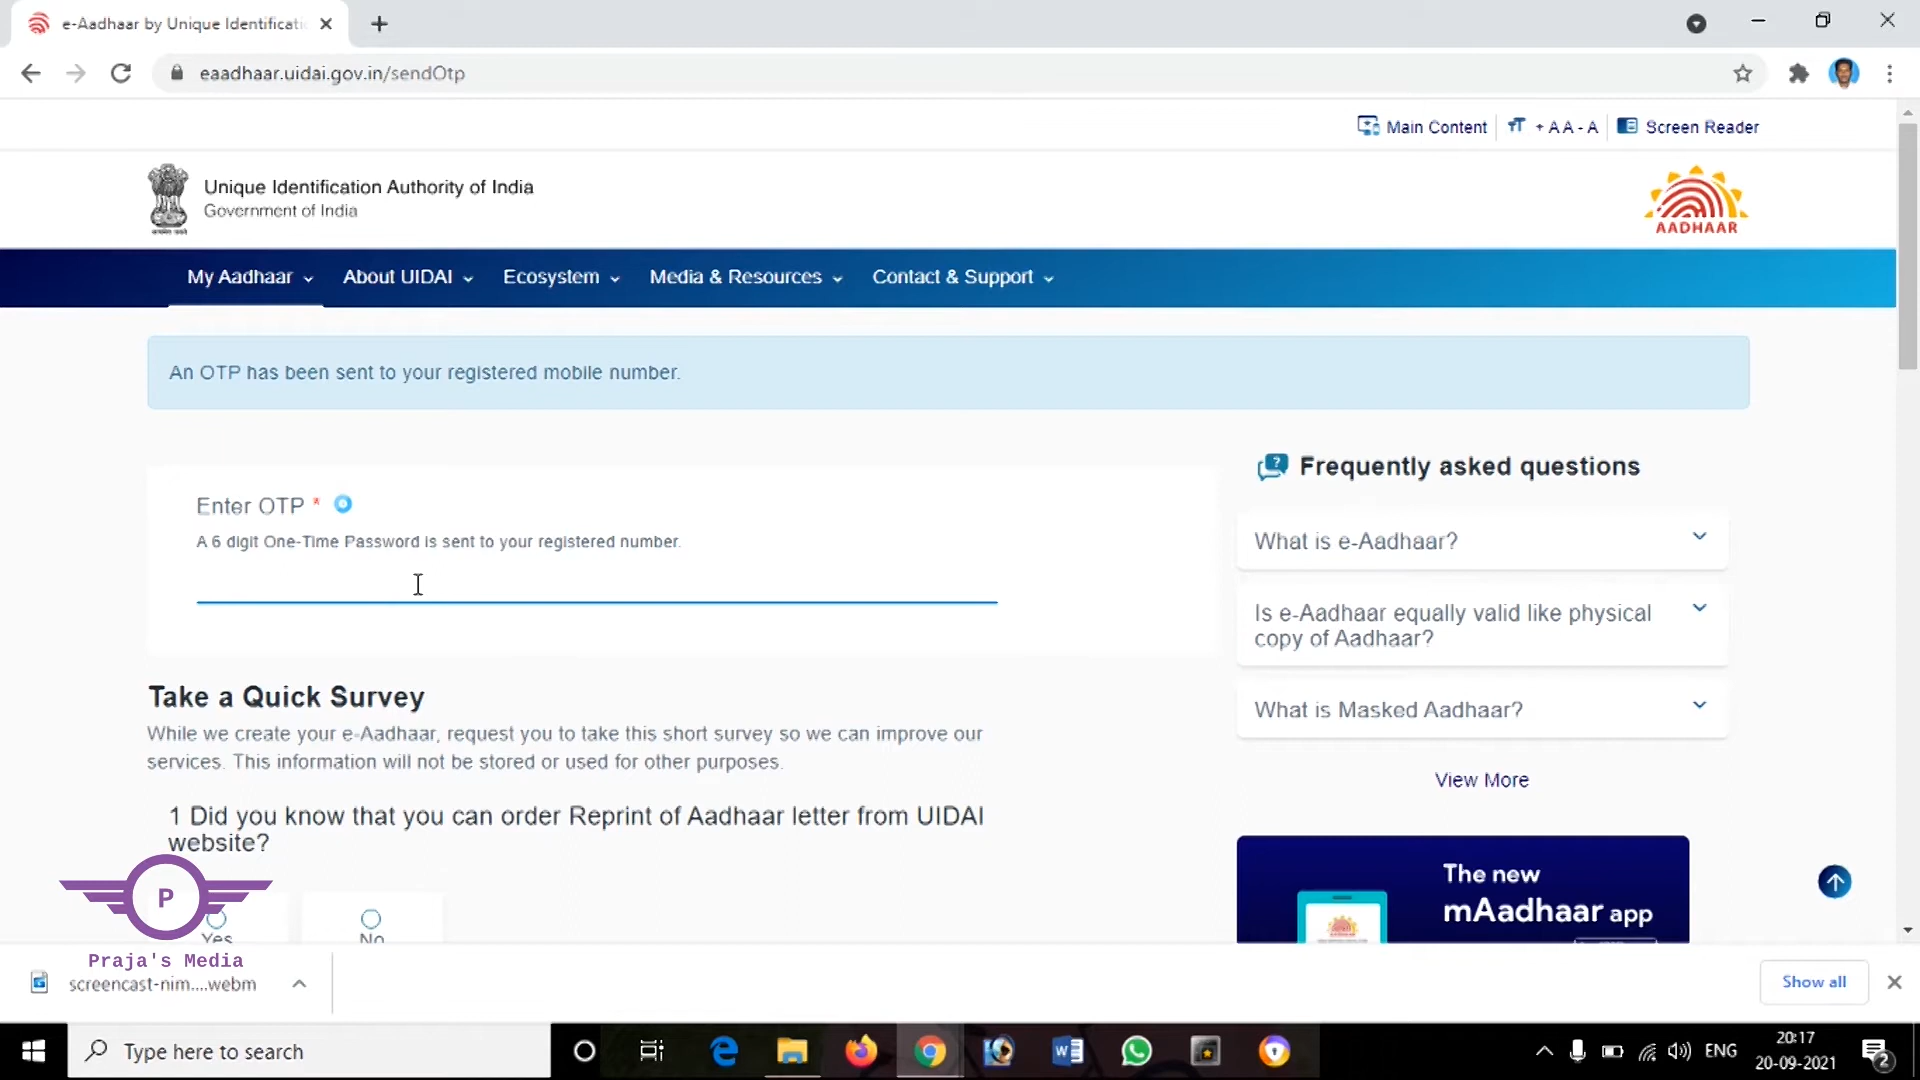 e-Aadhaar by Unique Identificati
eaadhaar.uidai.gov.in/sendOtp
Main Content
+ A A - A
Screen Reader
Unique Identification Authority of India
Government of India
AADHAAR
My Aadhaar
About UIDAI
Ecosystem
Media & Resources
Contact & Support
An OTP has been sent to your registered mobile number.
Enter OTP *
A 6 digit One-Time Password is sent to your registered number.
Frequently asked questions
What is e-Aadhaar?
Is e-Aadhaar equally valid like physical
copy of Aadhaar?
What is Masked Aadhaar?
View More
Take a Quick Survey
While we create your e-Aadhaar, request you to take this short survey so we can improve our
services. This information will not be stored or used for other purposes.
1 Did you know that you can order Reprint of Aadhaar letter from UIDAI
website?
Yes
No
The new
mAadhaar app
P
Praja's Media
screencast-nim....webm
Show all
Type here to search
ENG
20:17
20-09-2021
2